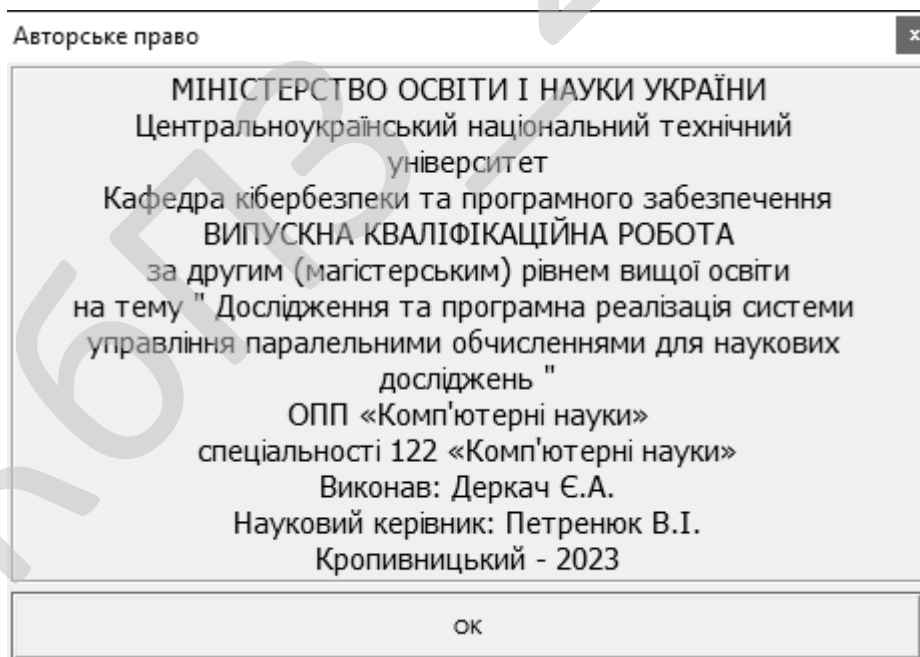 Авторське право
x
МІНІСТЕРСТВО ОСВІТИ І НАУКИ УКРАЇНИ
Центральноукраїнський національний технічний
університет
Кафедра кібербезпеки та програмного забезпечення
ВИПУСКНА КВАЛІФІКАЦІЙНА РОБОТА
за другим (магістерським) рівнем вищої освіти
на тему " Дослідження та програмна реалізація системи
управління паралельними обчисленнями для наукових
досліджень "
ОПП «Комп'ютерні науки»
спеціальності 122 «Комп'ютерні науки»
Виконав: Деркач Є.А.
Науковий керівник: Петренюк В.І.
Кропивницький - 2023
ОК